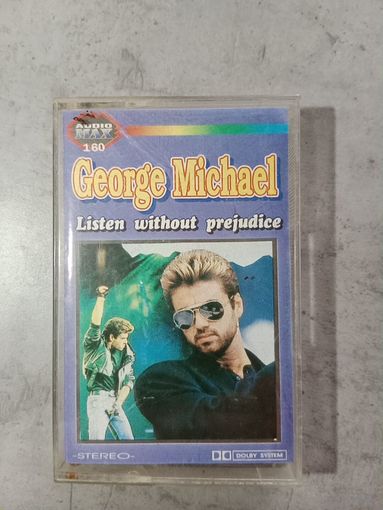 AUDIO
MAX
160
George Michael
Listen without prejudice
-STEREO-
DOLBY SYSTEM